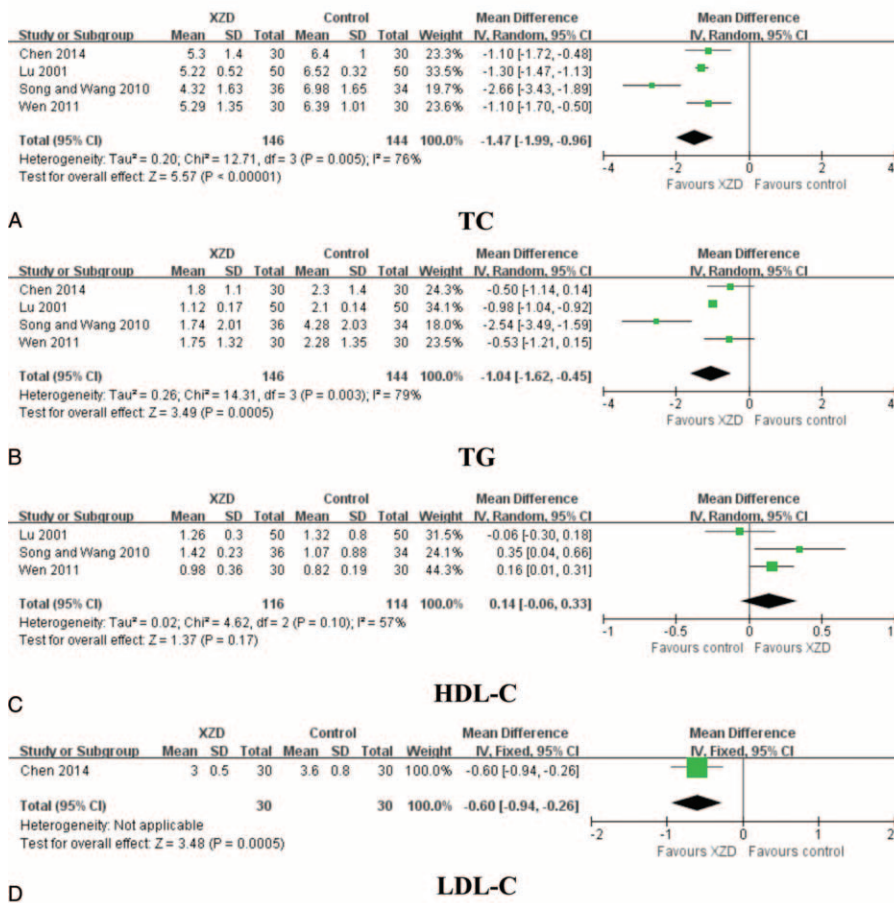 XZD Control Mean Difference Mean Difference
Study or Subgroup Mean SD Total Mean SD Total Weight IV, Random, 95% CI IV, Random, 95% CI
Chen 2014 5.3 1.4 30 6.4 1 30 23.3% -1.10 [-1.72, -0.48]
Lu 2001 5.22 0.52 50 6.52 0.32 50 33.5% -1.30 [-1.47, -1.13]
Song and Wang 2010 4.32 1.63 36 6.98 1.65 34 19.7% -2.66 [-3.43, -1.89]
Wen 2011 5.29 1.35 30 6.39 1.01 30 23.6% -1.10 [-1.70, -0.50]
Total (95% CI) 146 144 100.0% -1.47 [-1.99, -0.96]
Heterogeneity: Tau² = 0.20; Chi² = 12.71, df = 3 (P = 0.005); I² = 76%
Test for overall effect: Z = 5.57 (P < 0.00001)
-4 -2 0 2 4
Favours XZD Favours control
A TC
XZD Control Mean Difference Mean Difference
Study or Subgroup Mean SD Total Mean SD Total Weight IV, Random, 95% CI IV, Random, 95% CI
Chen 2014 1.8 1.1 30 2.3 1.4 30 24.3% -0.50 [-1.14, 0.14]
Lu 2001 1.12 0.17 50 2.1 0.14 50 34.1% -0.98 [-1.04, -0.92]
Song and Wang 2010 1.74 2.01 36 4.28 2.03 34 18.0% -2.54 [-3.49, -1.59]
Wen 2011 1.75 1.32 30 2.28 1.35 30 23.5% -0.53 [-1.21, 0.15]
Total (95% CI) 146 144 100.0% -1.04 [-1.62, -0.45]
Heterogeneity: Tau² = 0.26; Chi² = 14.31, df = 3 (P = 0.003); I² = 79%
Test for overall effect: Z = 3.49 (P = 0.0005)
-4 -2 0 2 4
Favours XZD Favours control
B TG
XZD Control Mean Difference Mean Difference
Study or Subgroup Mean SD Total Mean SD Total Weight IV, Random, 95% CI IV, Random, 95% CI
Lu 2001 1.26 0.3 50 1.32 0.8 50 31.5% -0.06 [-0.30, 0.18]
Song and Wang 2010 1.42 0.23 36 1.07 0.88 34 24.1% 0.35 [0.04, 0.66]
Wen 2011 0.98 0.36 30 0.82 0.19 30 44.3% 0.16 [0.01, 0.31]
Total (95% CI) 116 114 100.0% 0.14 [-0.06, 0.33]
Heterogeneity: Tau² = 0.02; Chi² = 4.62, df = 2 (P = 0.10); I² = 57%
Test for overall effect: Z = 1.37 (P = 0.17)
-1 -0.5 0 0.5 1
Favours control Favours XZD
C HDL-C
XZD Control Mean Difference Mean Difference
Study or Subgroup Mean SD Total Mean SD Total Weight IV, Fixed, 95% CI IV, Fixed, 95% CI
Chen 2014 3 0.5 30 3.6 0.8 30 100.0% -0.60 [-0.94, -0.26]
Total (95% CI) 30 30 100.0% -0.60 [-0.94, -0.26]
Heterogeneity: Not applicable
Test for overall effect: Z = 3.48 (P = 0.0005)
-2 -1 0 1 2
Favours XZD Favours control
D LDL-C